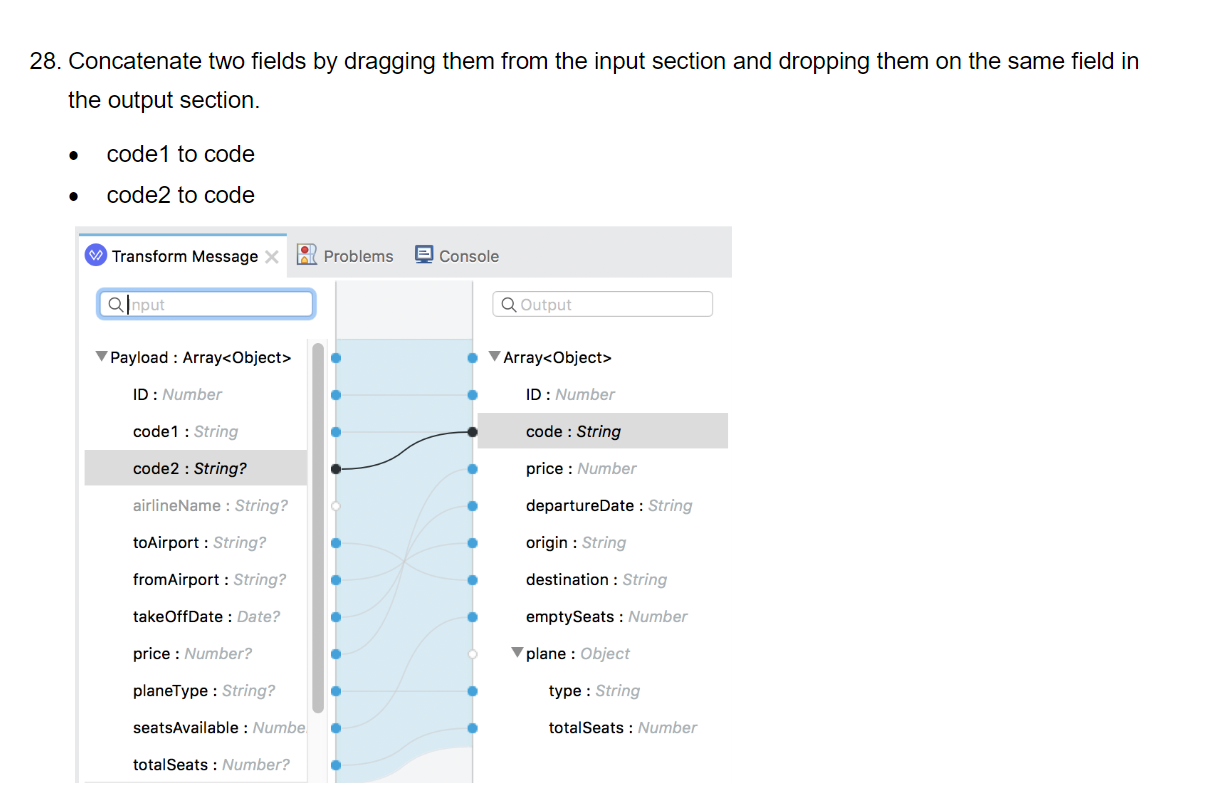 28. Concatenate two fields by dragging them from the input section and dropping them on the same field in
the output section.
• code1 to code
• code2 to code
Transform Message Problems Console
Input Output
Payload : Array<Object> Array<Object>
ID : Number ID : Number
code1 : String code : String
code2 : String? price : Number
airlineName : String? departureDate : String
toAirport : String? origin : String
fromAirport : String? destination : String
takeOffDate : Date? emptySeats : Number
price : Number? plane : Object
planeType : String? type : String
seatsAvailable : Numbe totalSeats : Number
totalSeats : Number?